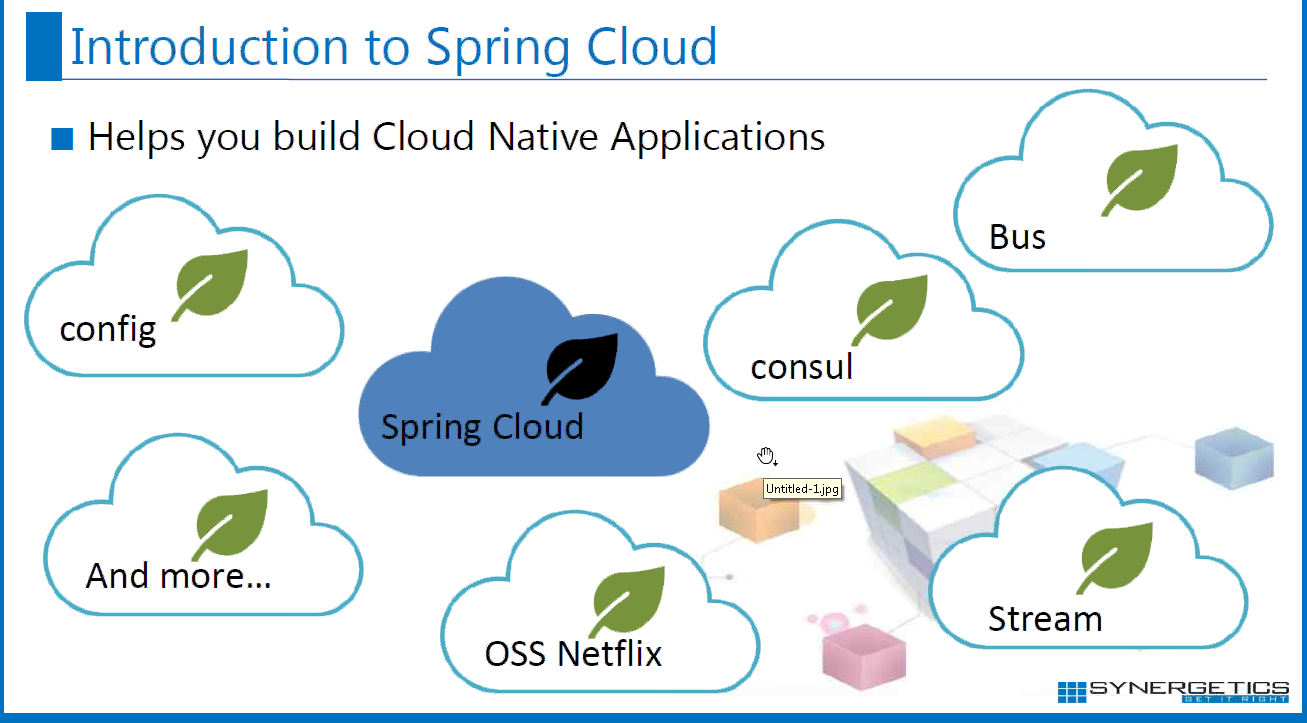 Introduction to Spring Cloud
Helps you build Cloud Native Applications
Bus
config
consul
Spring Cloud
Untitled-1.jpg
And more...
Stream
OSS Netflix
SYNERGETICS
GET IT RIGHT